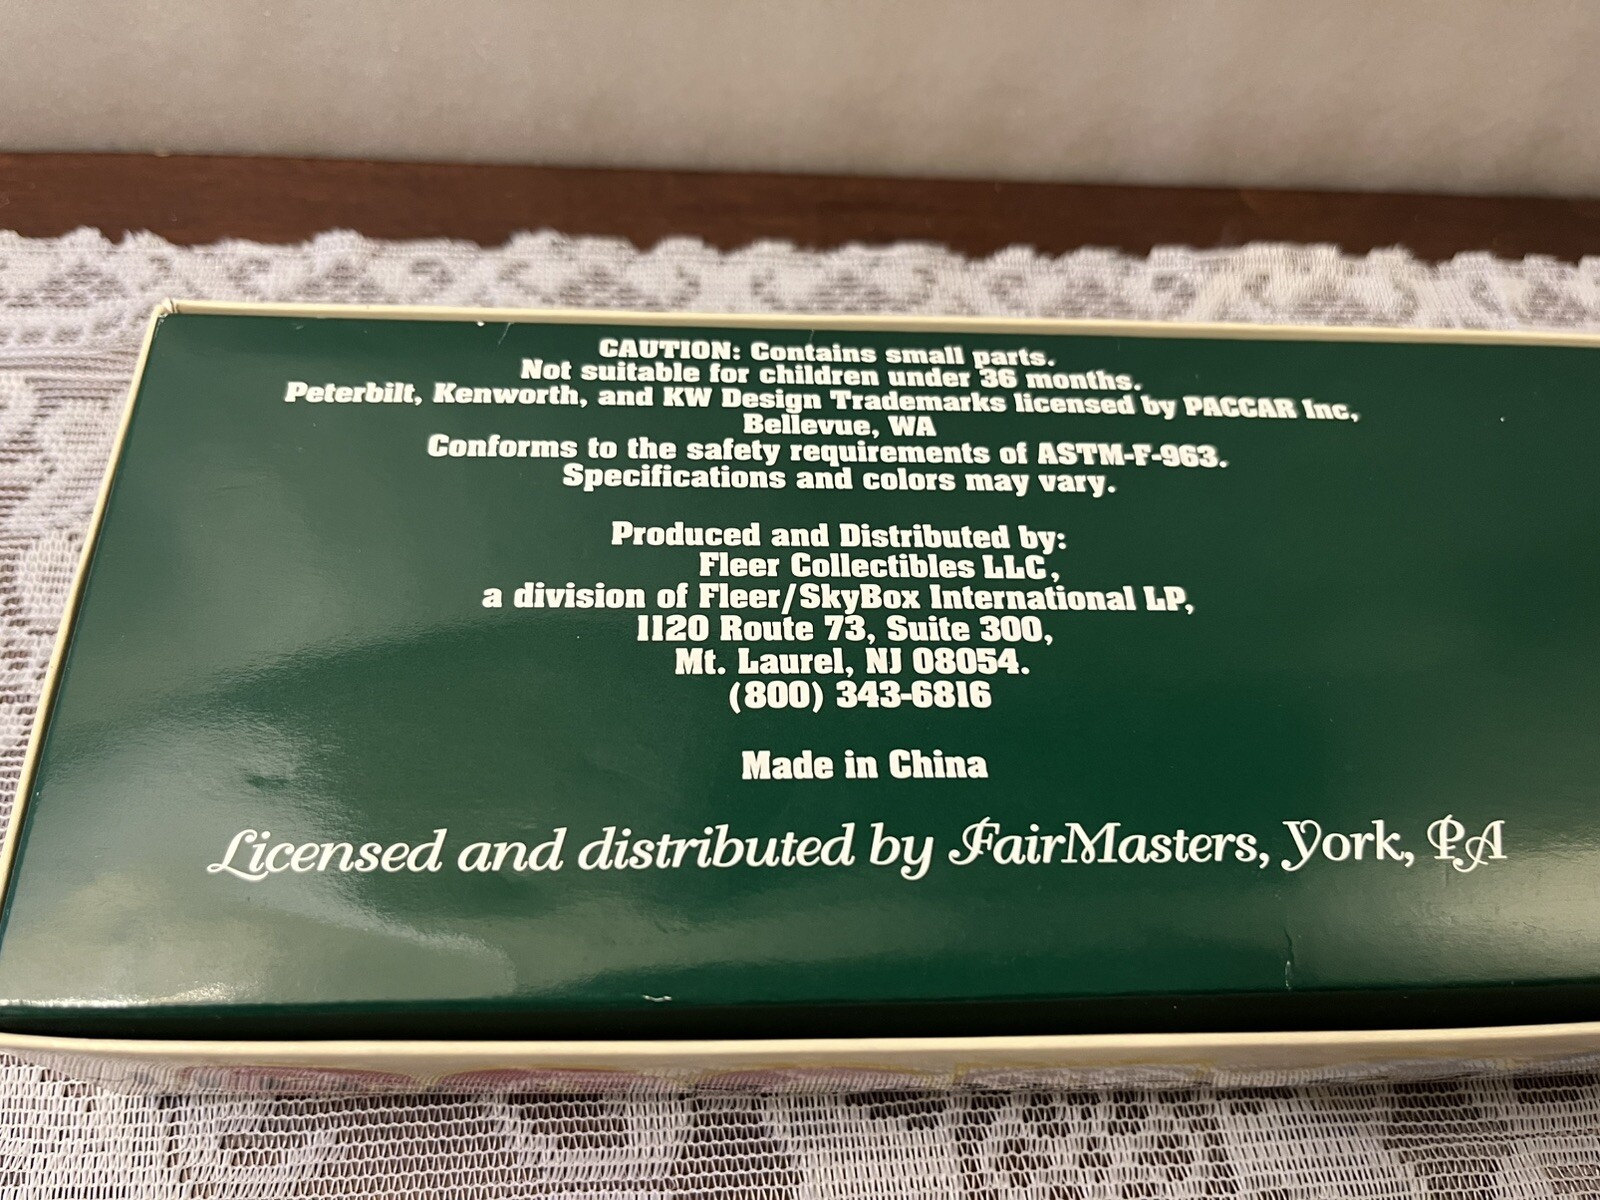 CAUTION: Contains small parts.
Not suitable for children under 36 months.
Peterbilt, Kenworth, and KW Design Trademarks licensed by PACCAR Inc,
Bellevue, WA
Conforms to the safety requirements of ASTM-F-963.
Specifications and colors may vary.
Produced and Distributed by:
Fleer Collectibles LLC,
a division of Fleer/SkyBox International LP,
1120 Route 73, Suite 300,
Mt. Laurel, NJ 08054.
(800) 343-6816
Made in China
Licensed and distributed by FairMasters, York, PA